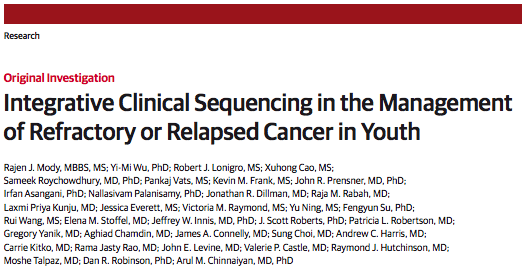 Research
Original Investigation
Integrative Clinical Sequencing in the Management
of Refractory or Relapsed Cancer in Youth
Rajen J. Mody, MBBS, MS; Yi-Mi Wu, PhD; Robert J. Lonigro, MS; Xuhong Cao, MS;
Sameek Roychowdhury, MD, PhD; Pankaj Vats, MS; Kevin M. Frank, MS; John R. Prensner, MD, PhD;
Irfan Asangani, PhD; Nallasivam Palanisamy, PhD; Jonathan R. Dillman, MD; Raja M. Rabah, MD;
Laxmi Priya Kunju, MD; Jessica Everett, MS; Victoria M. Raymond, MS; Yu Ning, MS; Fengyun Su, PhD;
Rui Wang, MS; Elena M. Stoffel, MD; Jeffrey W. Innis, MD, PhD; J. Scott Roberts, PhD; Patricia L. Robertson, MD;
Gregory Yanik, MD; Aghiad Chamdin, MD; James A. Connelly, MD; Sung Choi, MD; Andrew C. Harris, MD;
Carrie Kitko, MD; Rama Jasty Rao, MD; John E. Levine, MD; Valerie P. Castle, MD; Raymond J. Hutchinson, MD;
Moshe Talpaz, MD; Dan R. Robinson, PhD; Arul M. Chinnaiyan, MD, PhD